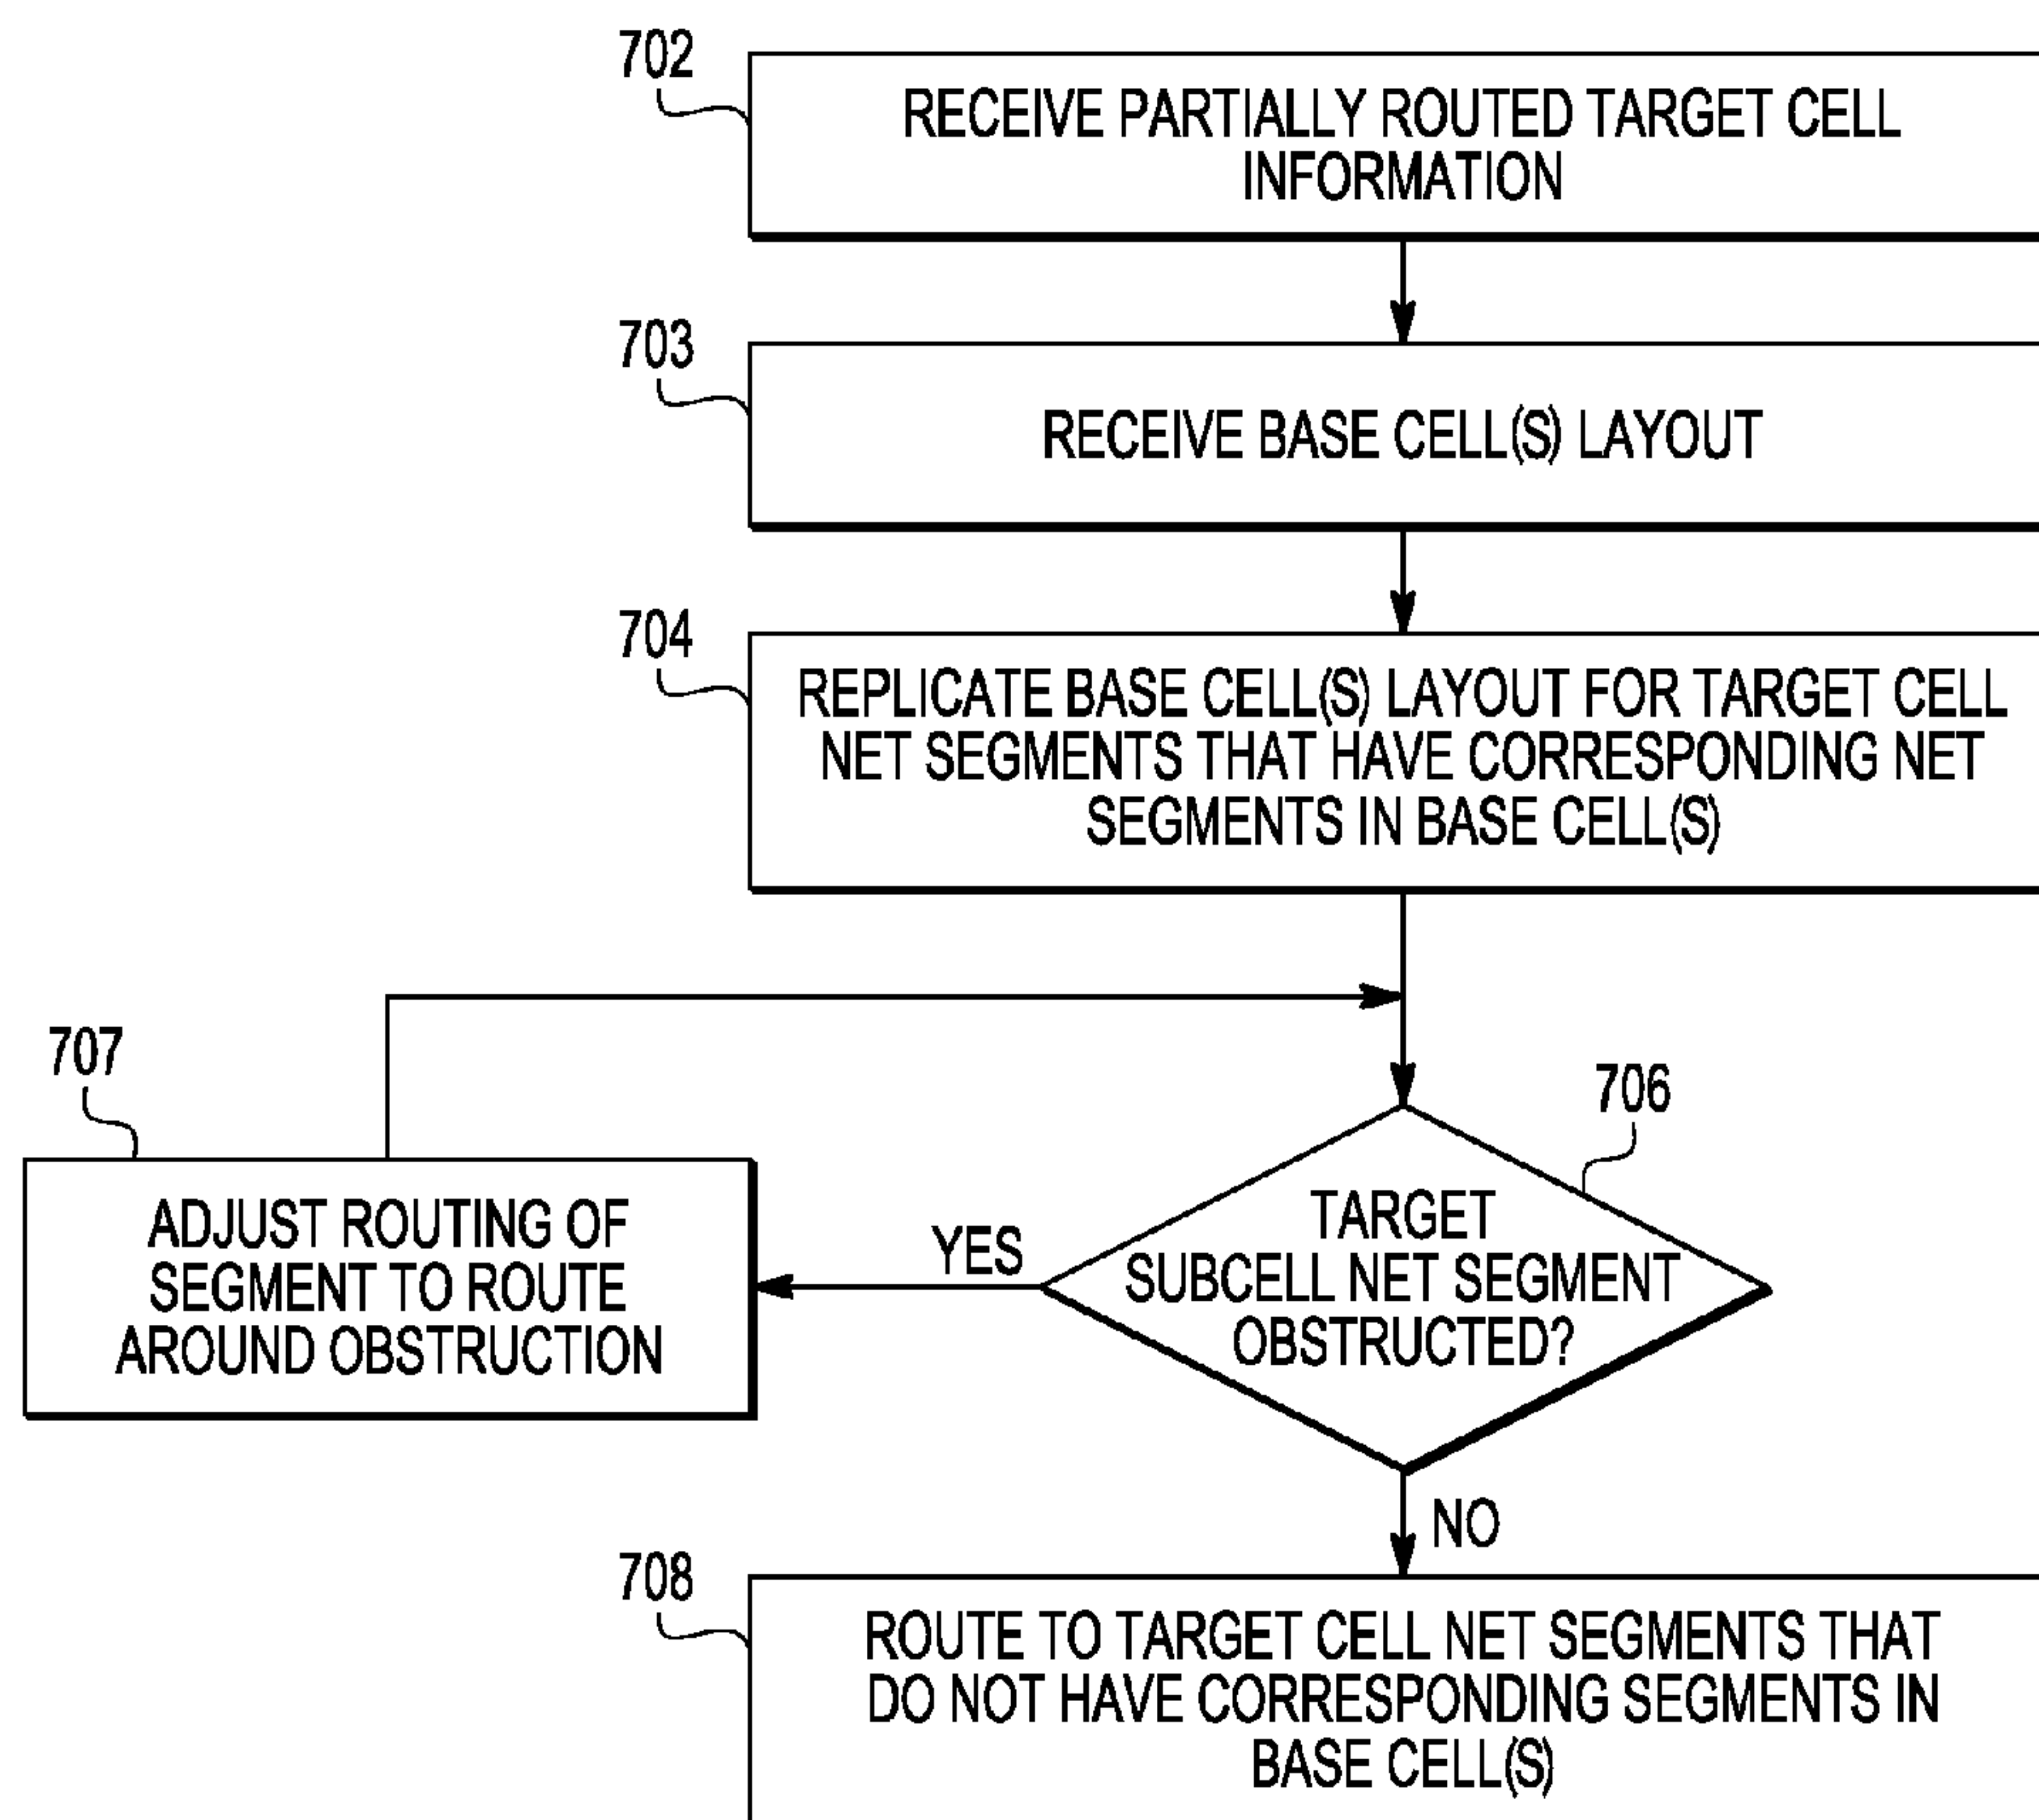 702
RECEIVE PARTIALLY ROUTED TARGET CELL
INFORMATION
703
RECEIVE BASE CELL(S) LAYOUT
704
REPLICATE BASE CELL(S) LAYOUT FOR TARGET CELL
NET SEGMENTS THAT HAVE CORRESPONDING NET
SEGMENTS IN BASE CELL(S)
707
ADJUST ROUTING OF
SEGMENT TO ROUTE
AROUND OBSTRUCTION
YES
706
TARGET
SUBCELL NET SEGMENT
OBSTRUCTED?
NO
708
ROUTE TO TARGET CELL NET SEGMENTS THAT
DO NOT HAVE CORRESPONDING SEGMENTS IN
BASE CELL(S)